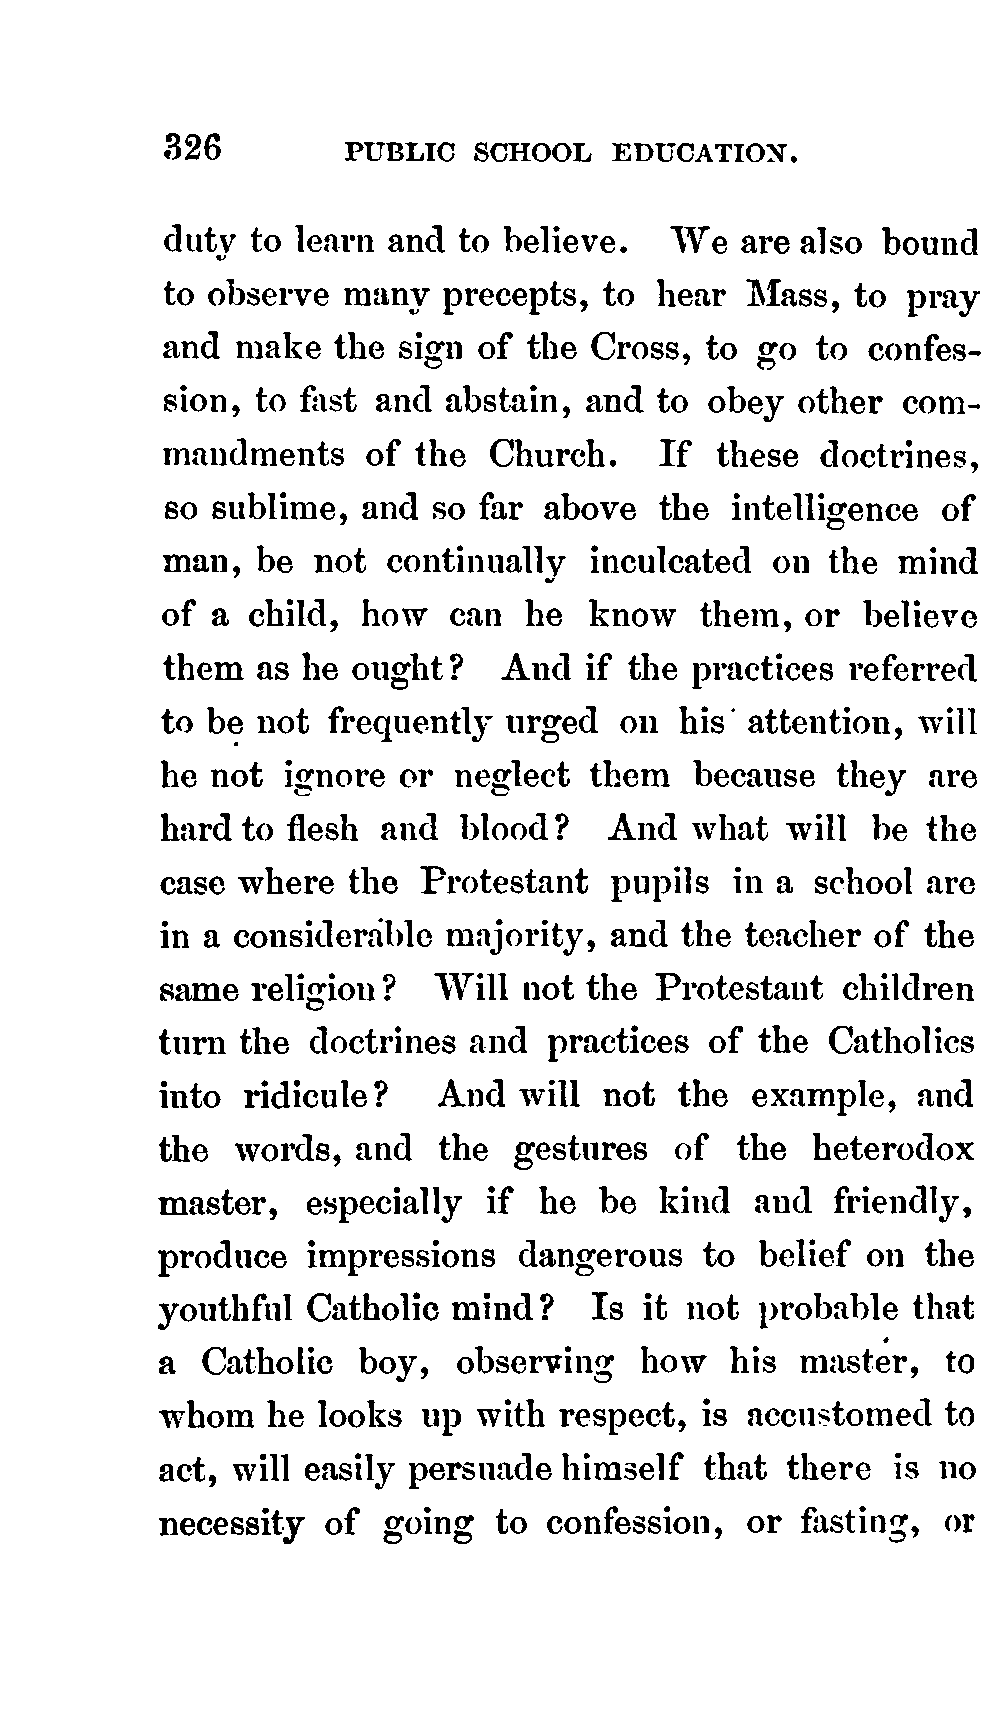 326 PUBLIC SCHOOL EDUCATION.
duty to learn and to believe. We are also bound
to observe many precepts, to hear Mass, to pray
and make the sign of the Cross, to go to confes-
sion, to fast and abstain, and to obey other com-
mandments of the Church. If these doctrines,
so sublime, and so far above the intelligence of
man, be not continually inculcated on the mind
of a child, how can he know them, or believe
them as he ought? And if the practices referred
to be not frequently urged on his attention, will
he not ignore or neglect them because they are
hard to flesh and blood? And what will be the
case where the Protestant pupils in a school are
in a considerable majority, and the teacher of the
same religion? Will not the Protestant children
turn the doctrines and practices of the Catholics
into ridicule? And will not the example, and
the words, and the gestures of the heterodox
master, especially if he be kind and friendly,
produce impressions dangerous to belief on the
youthful Catholic mind? Is it not probable that
a Catholic boy, observing how his master, to
whom he looks up with respect, is accustomed to
act, will easily persuade himself that there is no
necessity of going to confession, or fasting, or